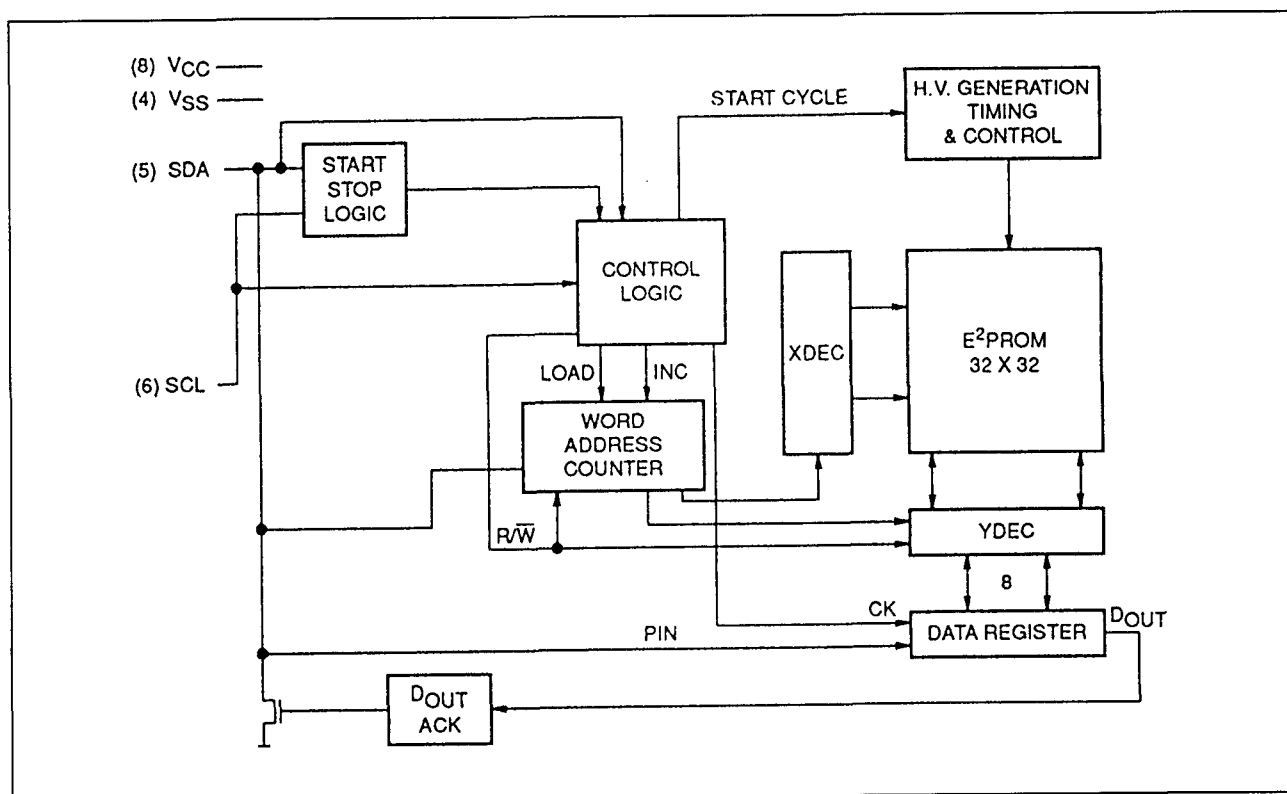 (8) VCC
(4) VSS
(5) SDA
START
STOP
LOGIC
START CYCLE
H.V. GENERATION
TIMING
& CONTROL
CONTROL
LOGIC
XDEC
E²PROM
32 X 32
(6) SCL
LOAD
INC
WORD
ADDRESS
COUNTER
R/W̅
YDEC
8
CK
DATA REGISTER
DOUT
PIN
DOUT
ACK